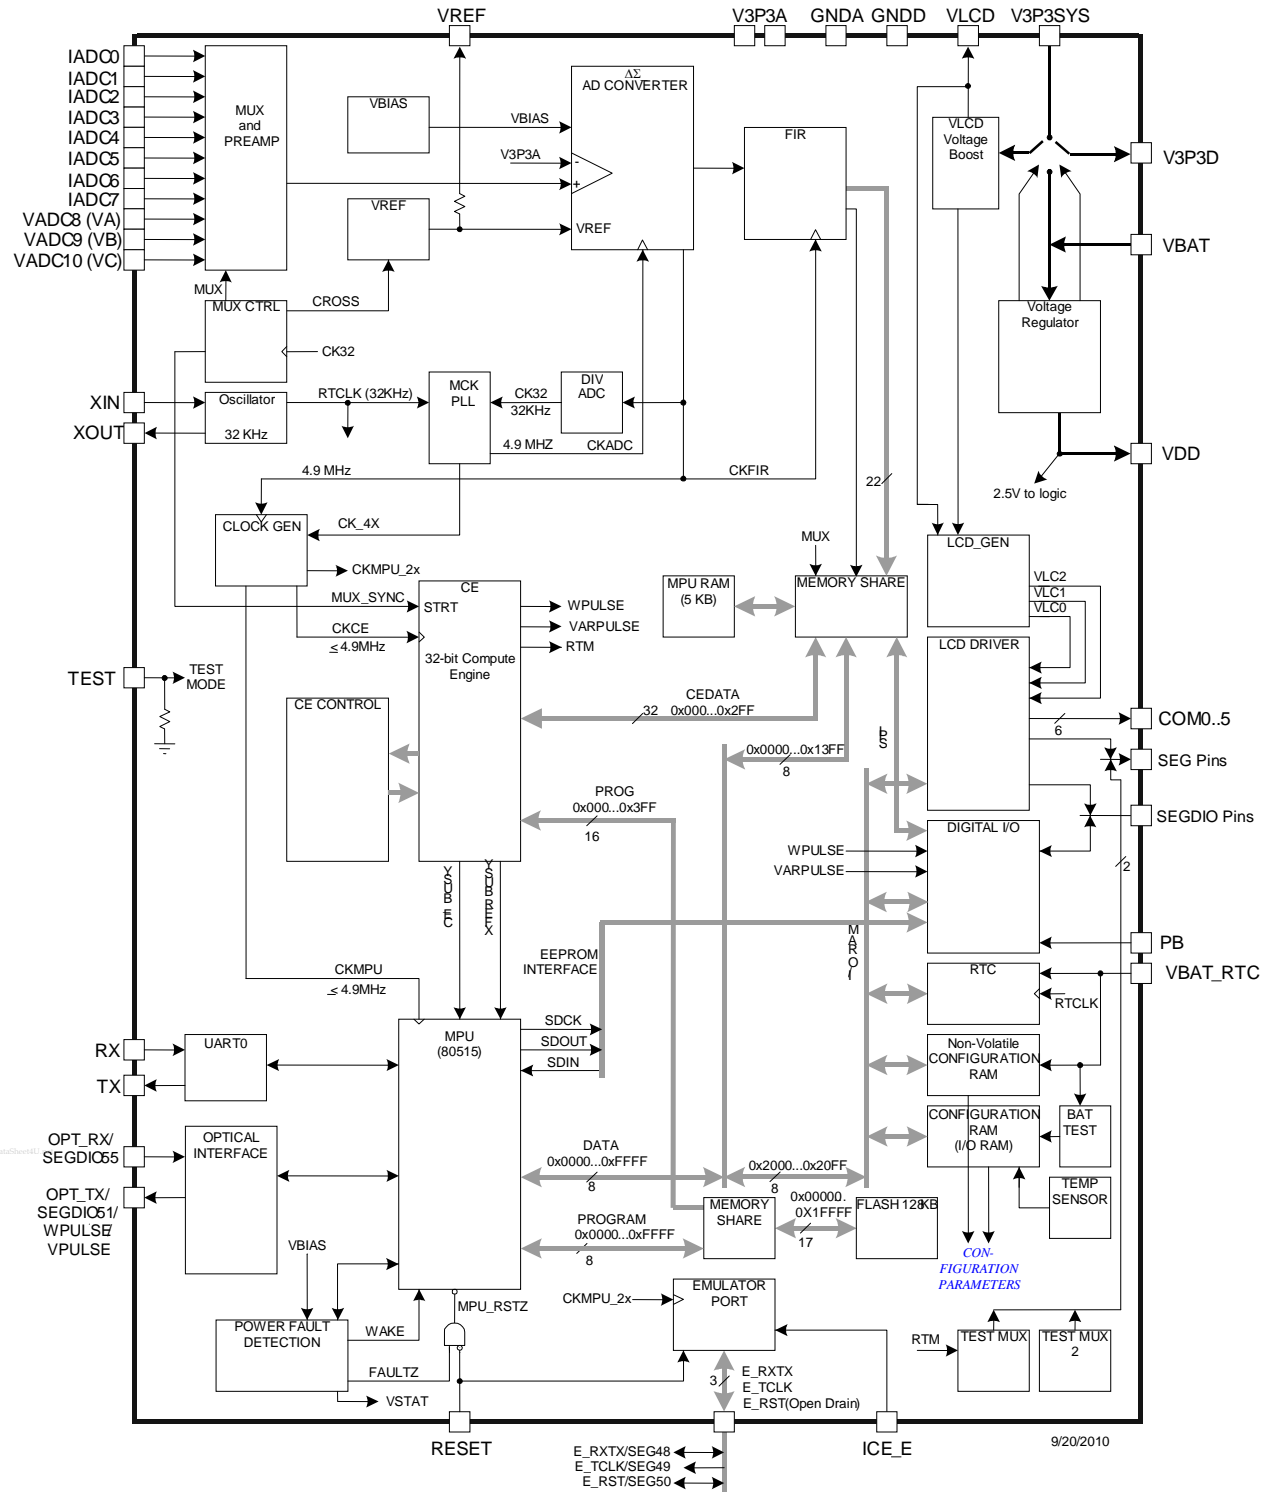 VREF
V3P3A
GNDA
GNDD
VLCD
V3P3SYS
IADC0
IADC1
IADC2
IADC3
IADC4
IADC5
IADC6
IADC7
VADC8 (VA)
VADC9 (VB)
VADC10 (VC)
MUX
and
PREAMP
VBIAS
VBIAS
V3P3A
-
+
VREF
VREF
ΔΣ
AD CONVERTER
FIR
VLCD
Voltage
Boost
V3P3D
VBAT
Voltage
Regulator
VDD
2.5V to logic
MUX
MUX CTRL
CROSS
CK32
XIN
XOUT
Oscillator
32 KHz
RTCLK (32KHz)
MCK
PLL
CK32
32KHz
DIV
ADC
4.9 MHZ
CKADC
4.9 MHz
CKFIR
22
CLOCK GEN
CK_4X
CKMPU_2x
MUX_SYNC
CKCE
≤ 4.9MHz
CE
STRT
32-bit Compute
Engine
WPULSE
VARPULSE
RTM
MUX
MPU RAM
(5 KB)
MEMORY SHARE
LCD_GEN
VLC2
VLC1
VLC0
LCD DRIVER
TEST
TEST
MODE
CE CONTROL
CEDATA
32 0x000...0x2FF
0x0000...0x13FF
8
PROG
0x000...0x3FF
16
COM0..5
6
SEG Pins
SEGDIO Pins
DIGITAL I/O
WPULSE
VARPULSE
2
PB
VBAT_RTC
EEPROM
INTERFACE
CKMPU
≤ 4.9MHz
RTC
RTCLK
RX
TX
UART0
MPU
(80515)
SDCK
SDOUT
SDIN
Non-Volatile
CONFIGURATION
RAM
CONFIGURATION
RAM
(I/O RAM)
BAT
TEST
TEMP
SENSOR
OPT_RX/
SEGDIO55
OPT_TX/
SEGDIO51/
WPULSE/
VPULSE
OPTICAL
INTERFACE
DATA
0x0000...0xFFFF
8
0x2000...0x20FF
8
PROGRAM
0x0000...0xFFFF
8
MEMORY
SHARE
0x00000..
0X1FFFF
17
FLASH 128KB
CON-
FIGURATION
PARAMETERS
VBIAS
POWER FAULT
DETECTION
WAKE
FAULTZ
VSTAT
MPU_RSTZ
CKMPU_2x
EMULATOR
PORT
3
E_RXTX
E_TCLK
E_RST(Open Drain)
RTM
TEST MUX
TEST MUX
2
RESET
ICE_E
9/20/2010
E_RXTX/SEG48
E_TCLK/SEG49
E_RST/SEG50